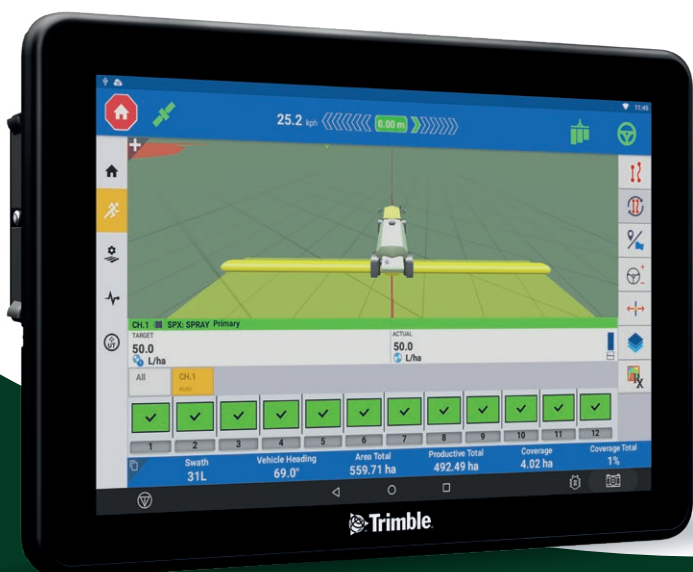 11:45
25.2 kph
0.00 m
CH.1 SPX: SPRAY Primary
TARGET
50.0
L/ha
ACTUAL
50.0
L/ha
UT
Rx
All
CH.1
Auto
1 2 3 4 5 6 7 8 9 10 11 12
Swath
31L
Vehicle Heading
69.0°
Area Total
559.71 ha
Productive Total
492.49 ha
Coverage
4.02 ha
Coverage Total
1%
Trimble